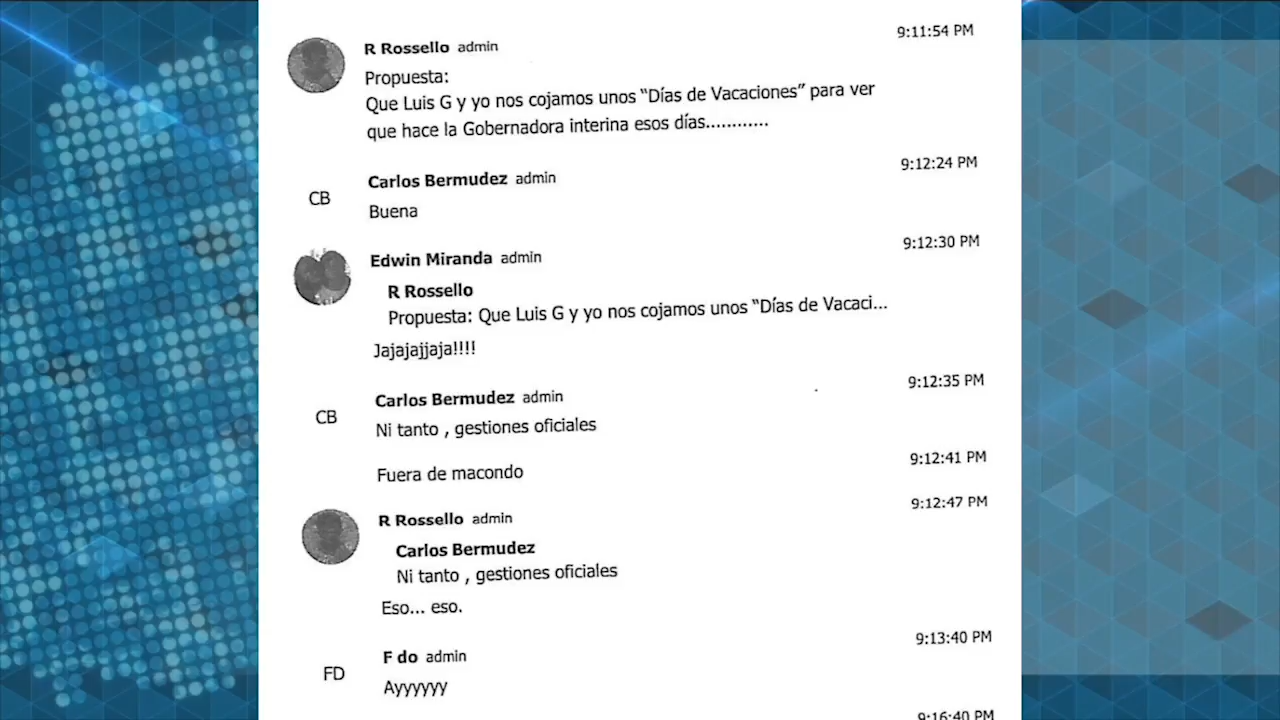 9:11:54 PM
R Rossello admin
Propuesta:
Que Luis G y yo nos cojamos unos “Días de Vacaciones” para ver
que hace la Gobernadora interina esos días............
9:12:24 PM
CB
Carlos Bermudez admin
Buena
9:12:30 PM
Edwin Miranda admin
R Rossello
Propuesta: Que Luis G y yo nos cojamos unos “Días de Vacaci...
Jajajajjaja!!!!
9:12:35 PM
CB
Carlos Bermudez admin
Ni tanto , gestiones oficiales
9:12:41 PM
Fuera de macondo
9:12:47 PM
R Rossello admin
Carlos Bermudez
Ni tanto , gestiones oficiales
Eso... eso.
9:13:40 PM
FD
F do admin
Ayyyyyy
9:16:40 PM